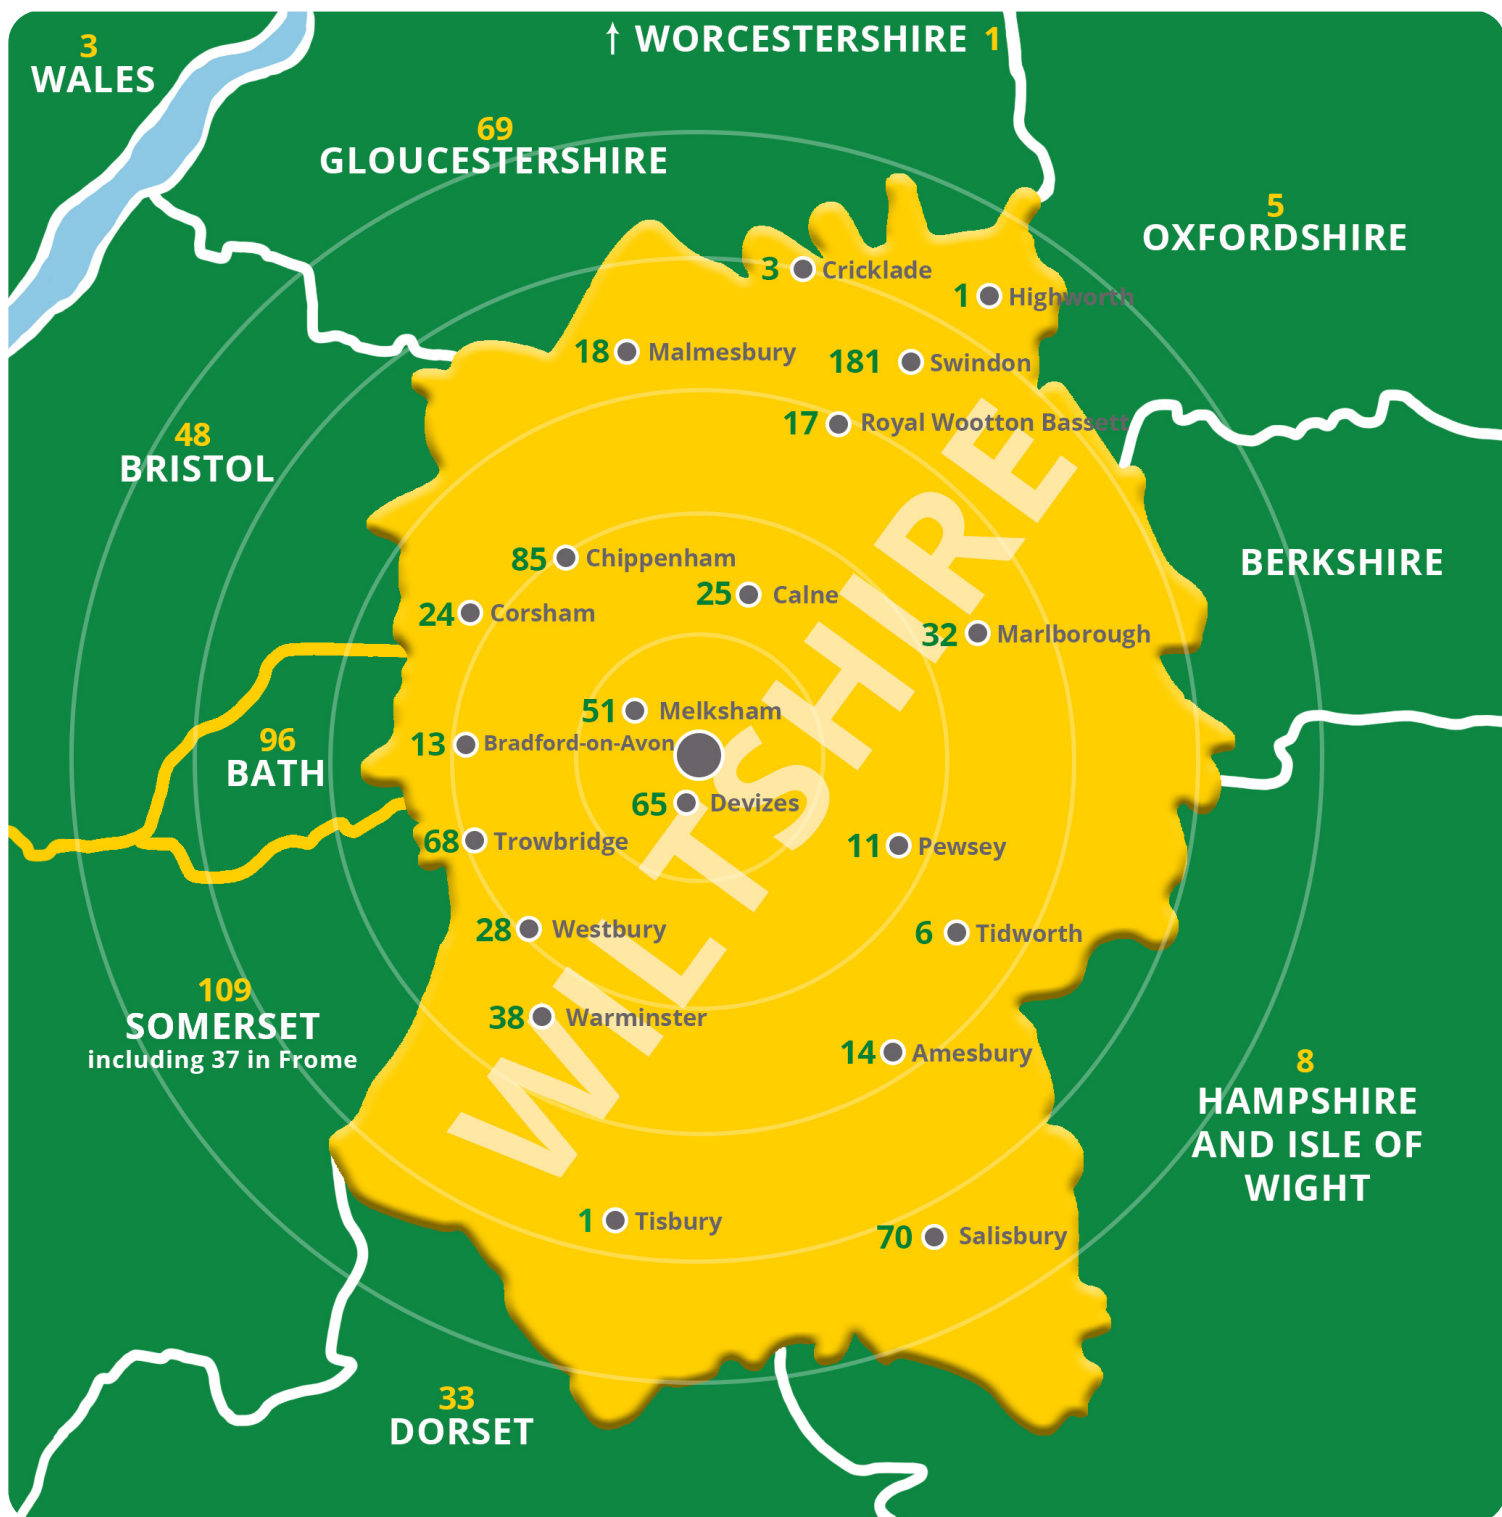 ↑ WORCESTERSHIRE 1
3
WALES
69
GLOUCESTERSHIRE
5
OXFORDSHIRE
3 Cricklade
1 Highworth
18 Malmesbury
181 Swindon
17 Royal Wootton Bassett
48
BRISTOL
85 Chippenham
25 Calne
BERKSHIRE
24 Corsham
32 Marlborough
WILTSHIRE
51 Melksham
13 Bradford-on-Avon
96
BATH
65 Devizes
68 Trowbridge
11 Pewsey
28 Westbury
6 Tidworth
109
SOMERSET
including 37 in Frome
38 Warminster
14 Amesbury
8
HAMPSHIRE
AND ISLE OF
WIGHT
1 Tisbury
70 Salisbury
33
DORSET